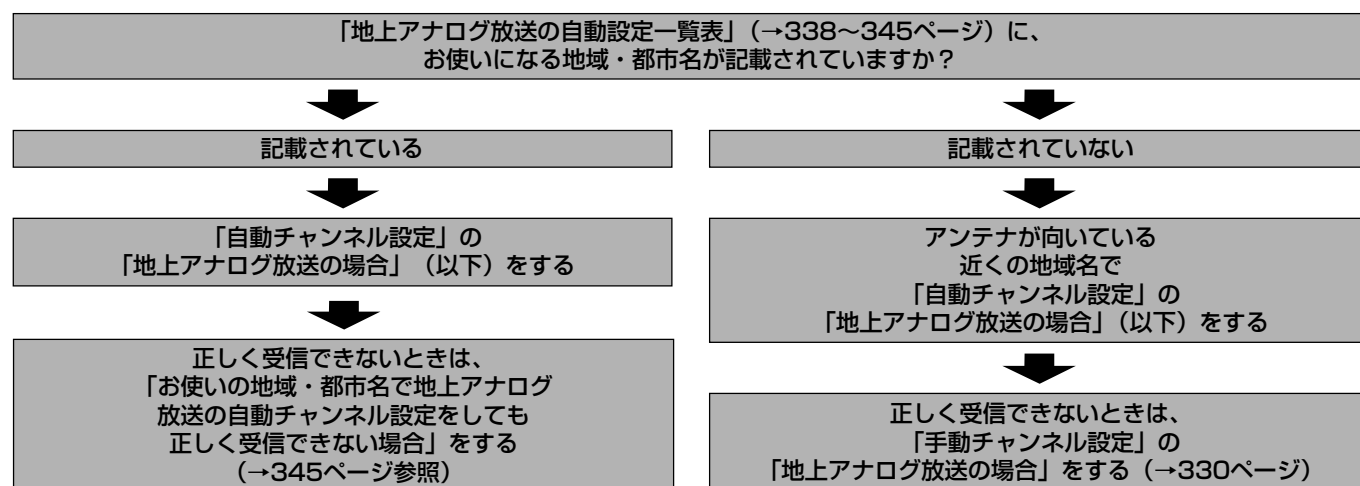 「地上アナログ放送の自動設定一覧表」（→338～345ページ）に、
お使いになる地域・都市名が記載されていますか？
記載されている
「自動チャンネル設定」の
「地上アナログ放送の場合」（以下）をする
正しく受信できないときは、
「お使いの地域・都市名で地上アナログ
放送の自動チャンネル設定をしても
正しく受信できない場合」をする
（→345ページ参照）
記載されていない
アンテナが向いている
近くの地域名で
「自動チャンネル設定」の
「地上アナログ放送の場合」（以下）をする
正しく受信できないときは、
「手動チャンネル設定」の
「地上アナログ放送の場合」をする（→330ページ）